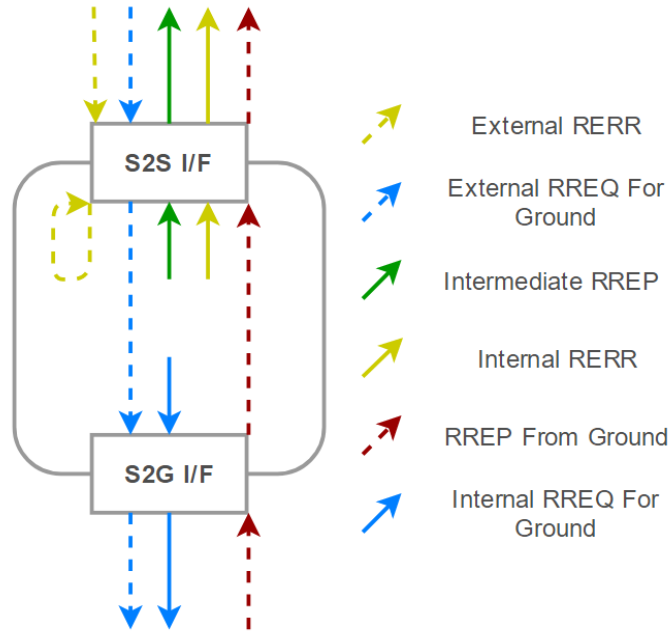 S2S I/F
S2G I/F
External RERR
External RREQ For
Ground
Intermediate RREP
Internal RERR
RREP From Ground
Internal RREQ For
Ground